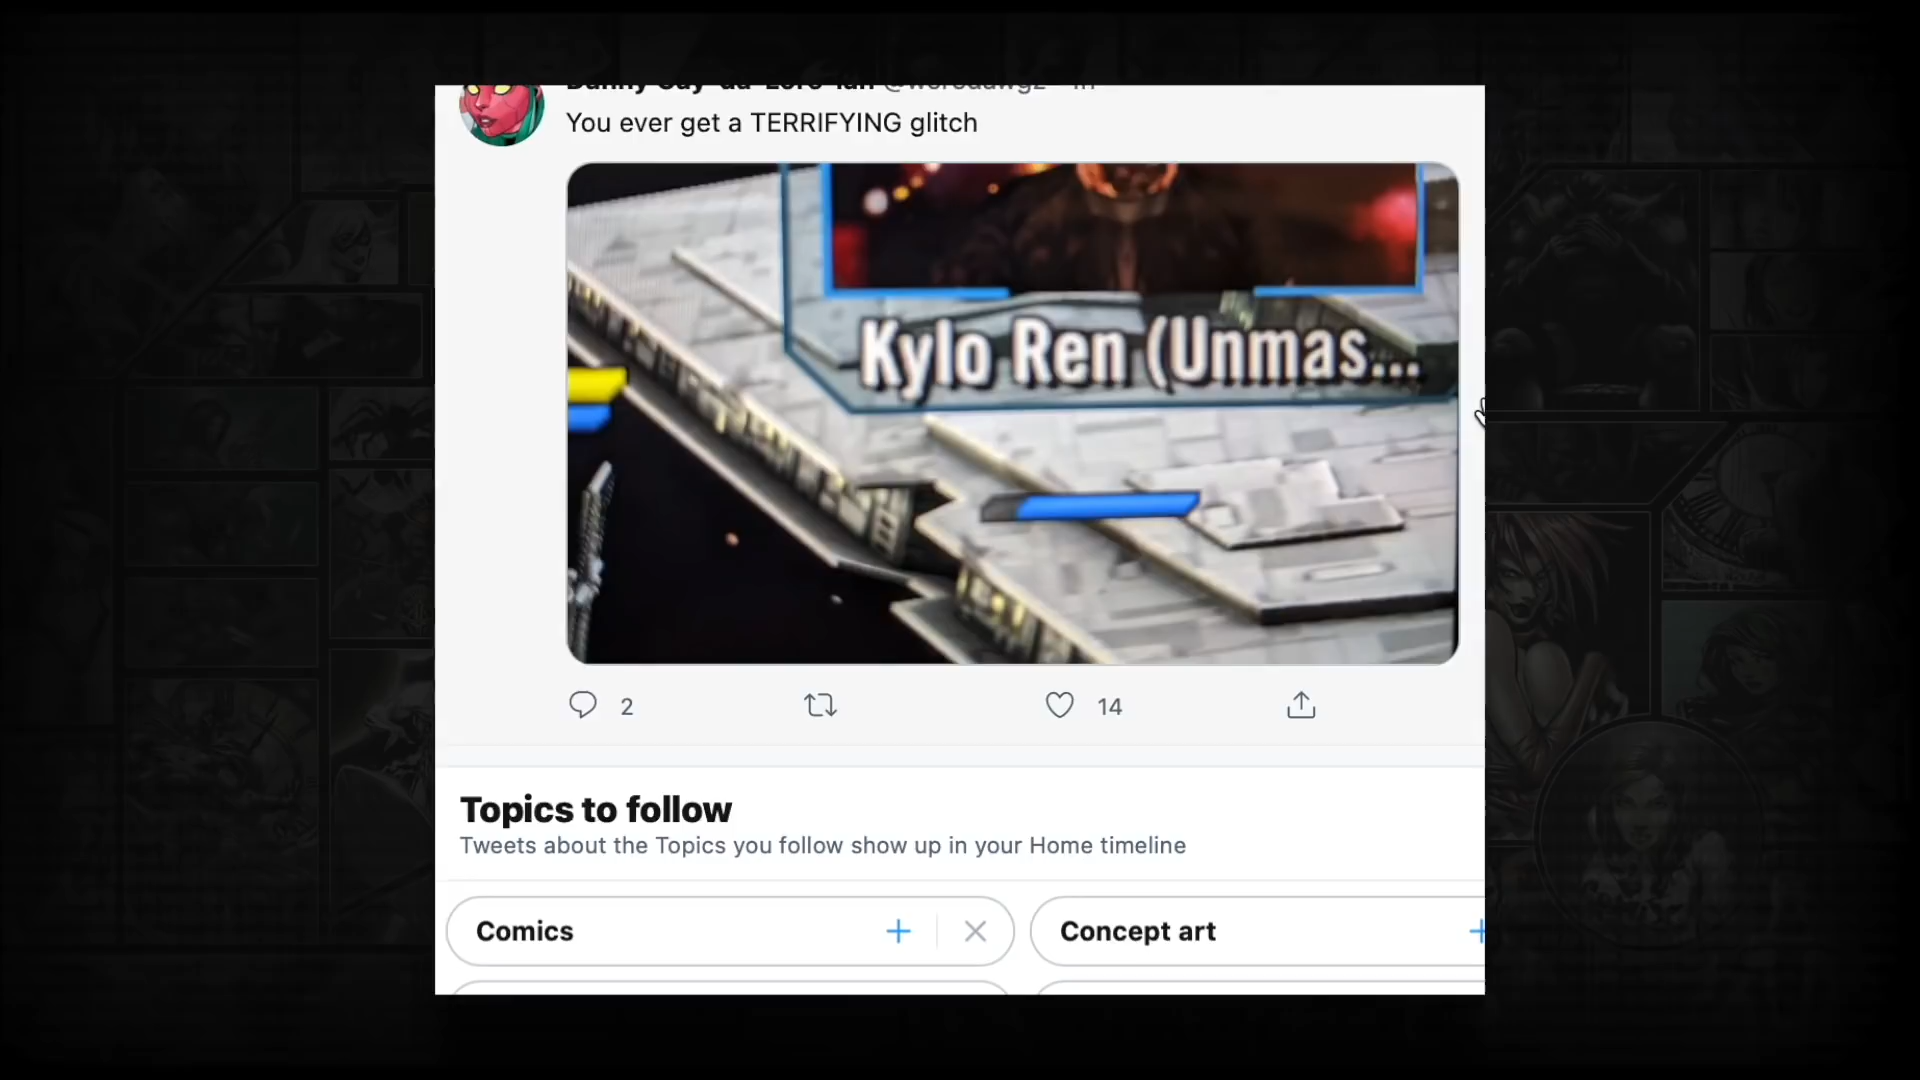 You ever get a TERRIFYING glitch
Kylo Ren (Unmas...
2
14
Topics to follow
Tweets about the Topics you follow show up in your Home timeline
Comics
Concept art